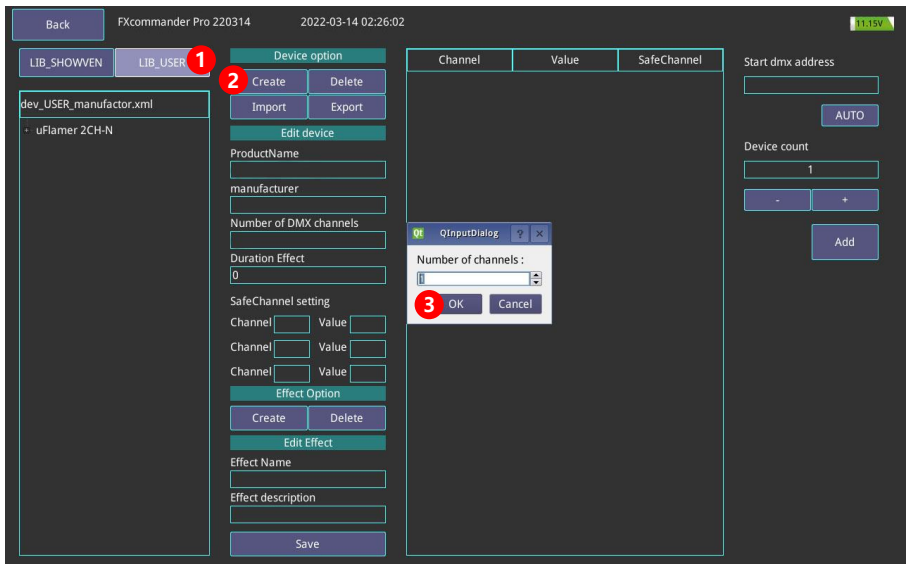 Back
FXcommander Pro 220314
2022-03-14 02:26:02
11.15V
LIB_SHOWVEN
LIB_USER
1
dev_USER_manufactor.xml
+ uFlamer 2CH-N
Device option
2
Create
Delete
Import
Export
Edit device
ProductName
manufacturer
Number of DMX channels
Duration Effect
0
SafeChannel setting
Channel
Value
Channel
Value
Channel
Value
Effect Option
Create
Delete
Edit Effect
Effect Name
Effect description
Save
Channel
Value
SafeChannel
Qt QInputDialog ? ×
Number of channels :
1
3
OK
Cancel
Start dmx address
AUTO
Device count
1
-
+
Add